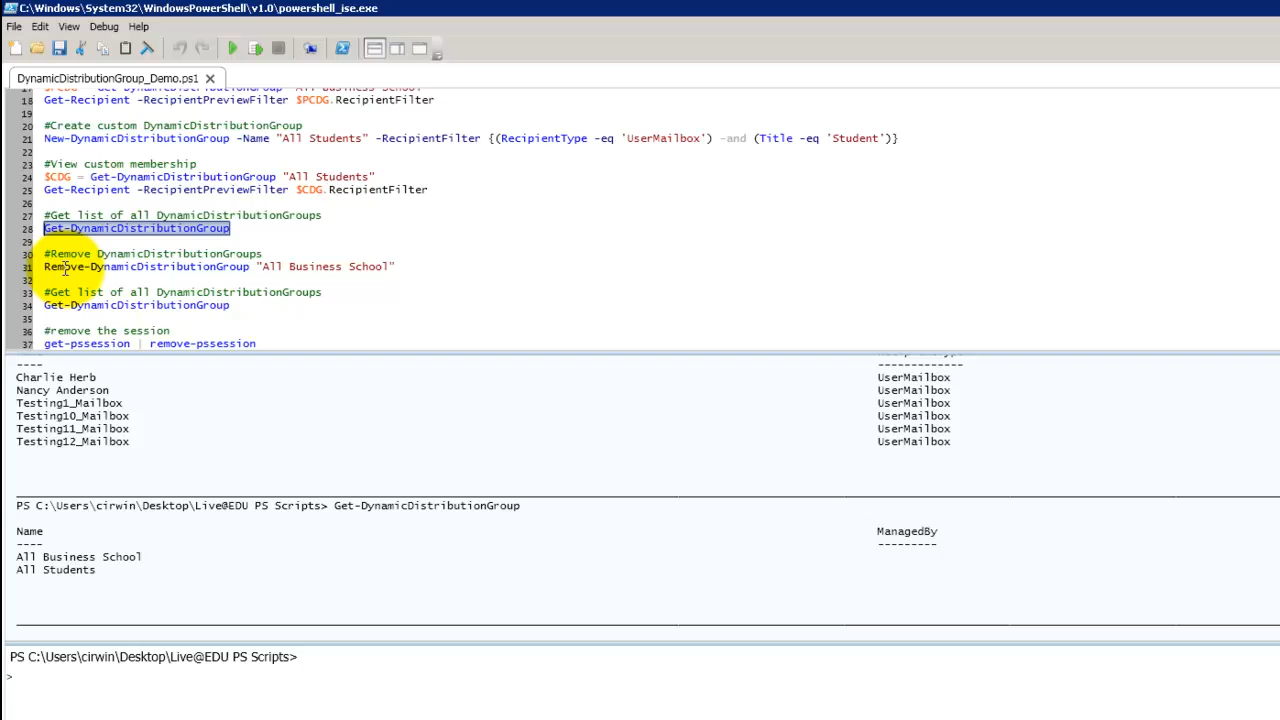 C:\Windows\System32\WindowsPowerShell\v1.0\powershell_ise.exe
File Edit View Debug Help
DynamicDistributionGroup_Demo.ps1
17 $PCDG = Get-DynamicDistributionGroup "All Business School"
18 Get-Recipient -RecipientPreviewFilter $PCDG.RecipientFilter
19
20 #Create custom DynamicDistributionGroup
21 New-DynamicDistributionGroup -Name "All Students" -RecipientFilter {(RecipientType -eq 'UserMailbox') -and (Title -eq 'Student')}
22
23 #View custom membership
24 $CDG = Get-DynamicDistributionGroup "All Students"
25 Get-Recipient -RecipientPreviewFilter $CDG.RecipientFilter
26
27 #Get list of all DynamicDistributionGroups
28 Get-DynamicDistributionGroup
29
30 #Remove DynamicDistributionGroups
31 Remove-DynamicDistributionGroup "All Business School"
32
33 #Get list of all DynamicDistributionGroups
34 Get-DynamicDistributionGroup
35
36 #remove the session
37 get-pssession | remove-pssession
---- -------------
Charlie Herb UserMailbox
Nancy Anderson UserMailbox
Testing1_Mailbox UserMailbox
Testing10_Mailbox UserMailbox
Testing11_Mailbox UserMailbox
Testing12_Mailbox UserMailbox
PS C:\Users\cirwin\Desktop\Live@EDU PS Scripts> Get-DynamicDistributionGroup
Name ManagedBy
---- ---------
All Business School
All Students
PS C:\Users\cirwin\Desktop\Live@EDU PS Scripts>
>